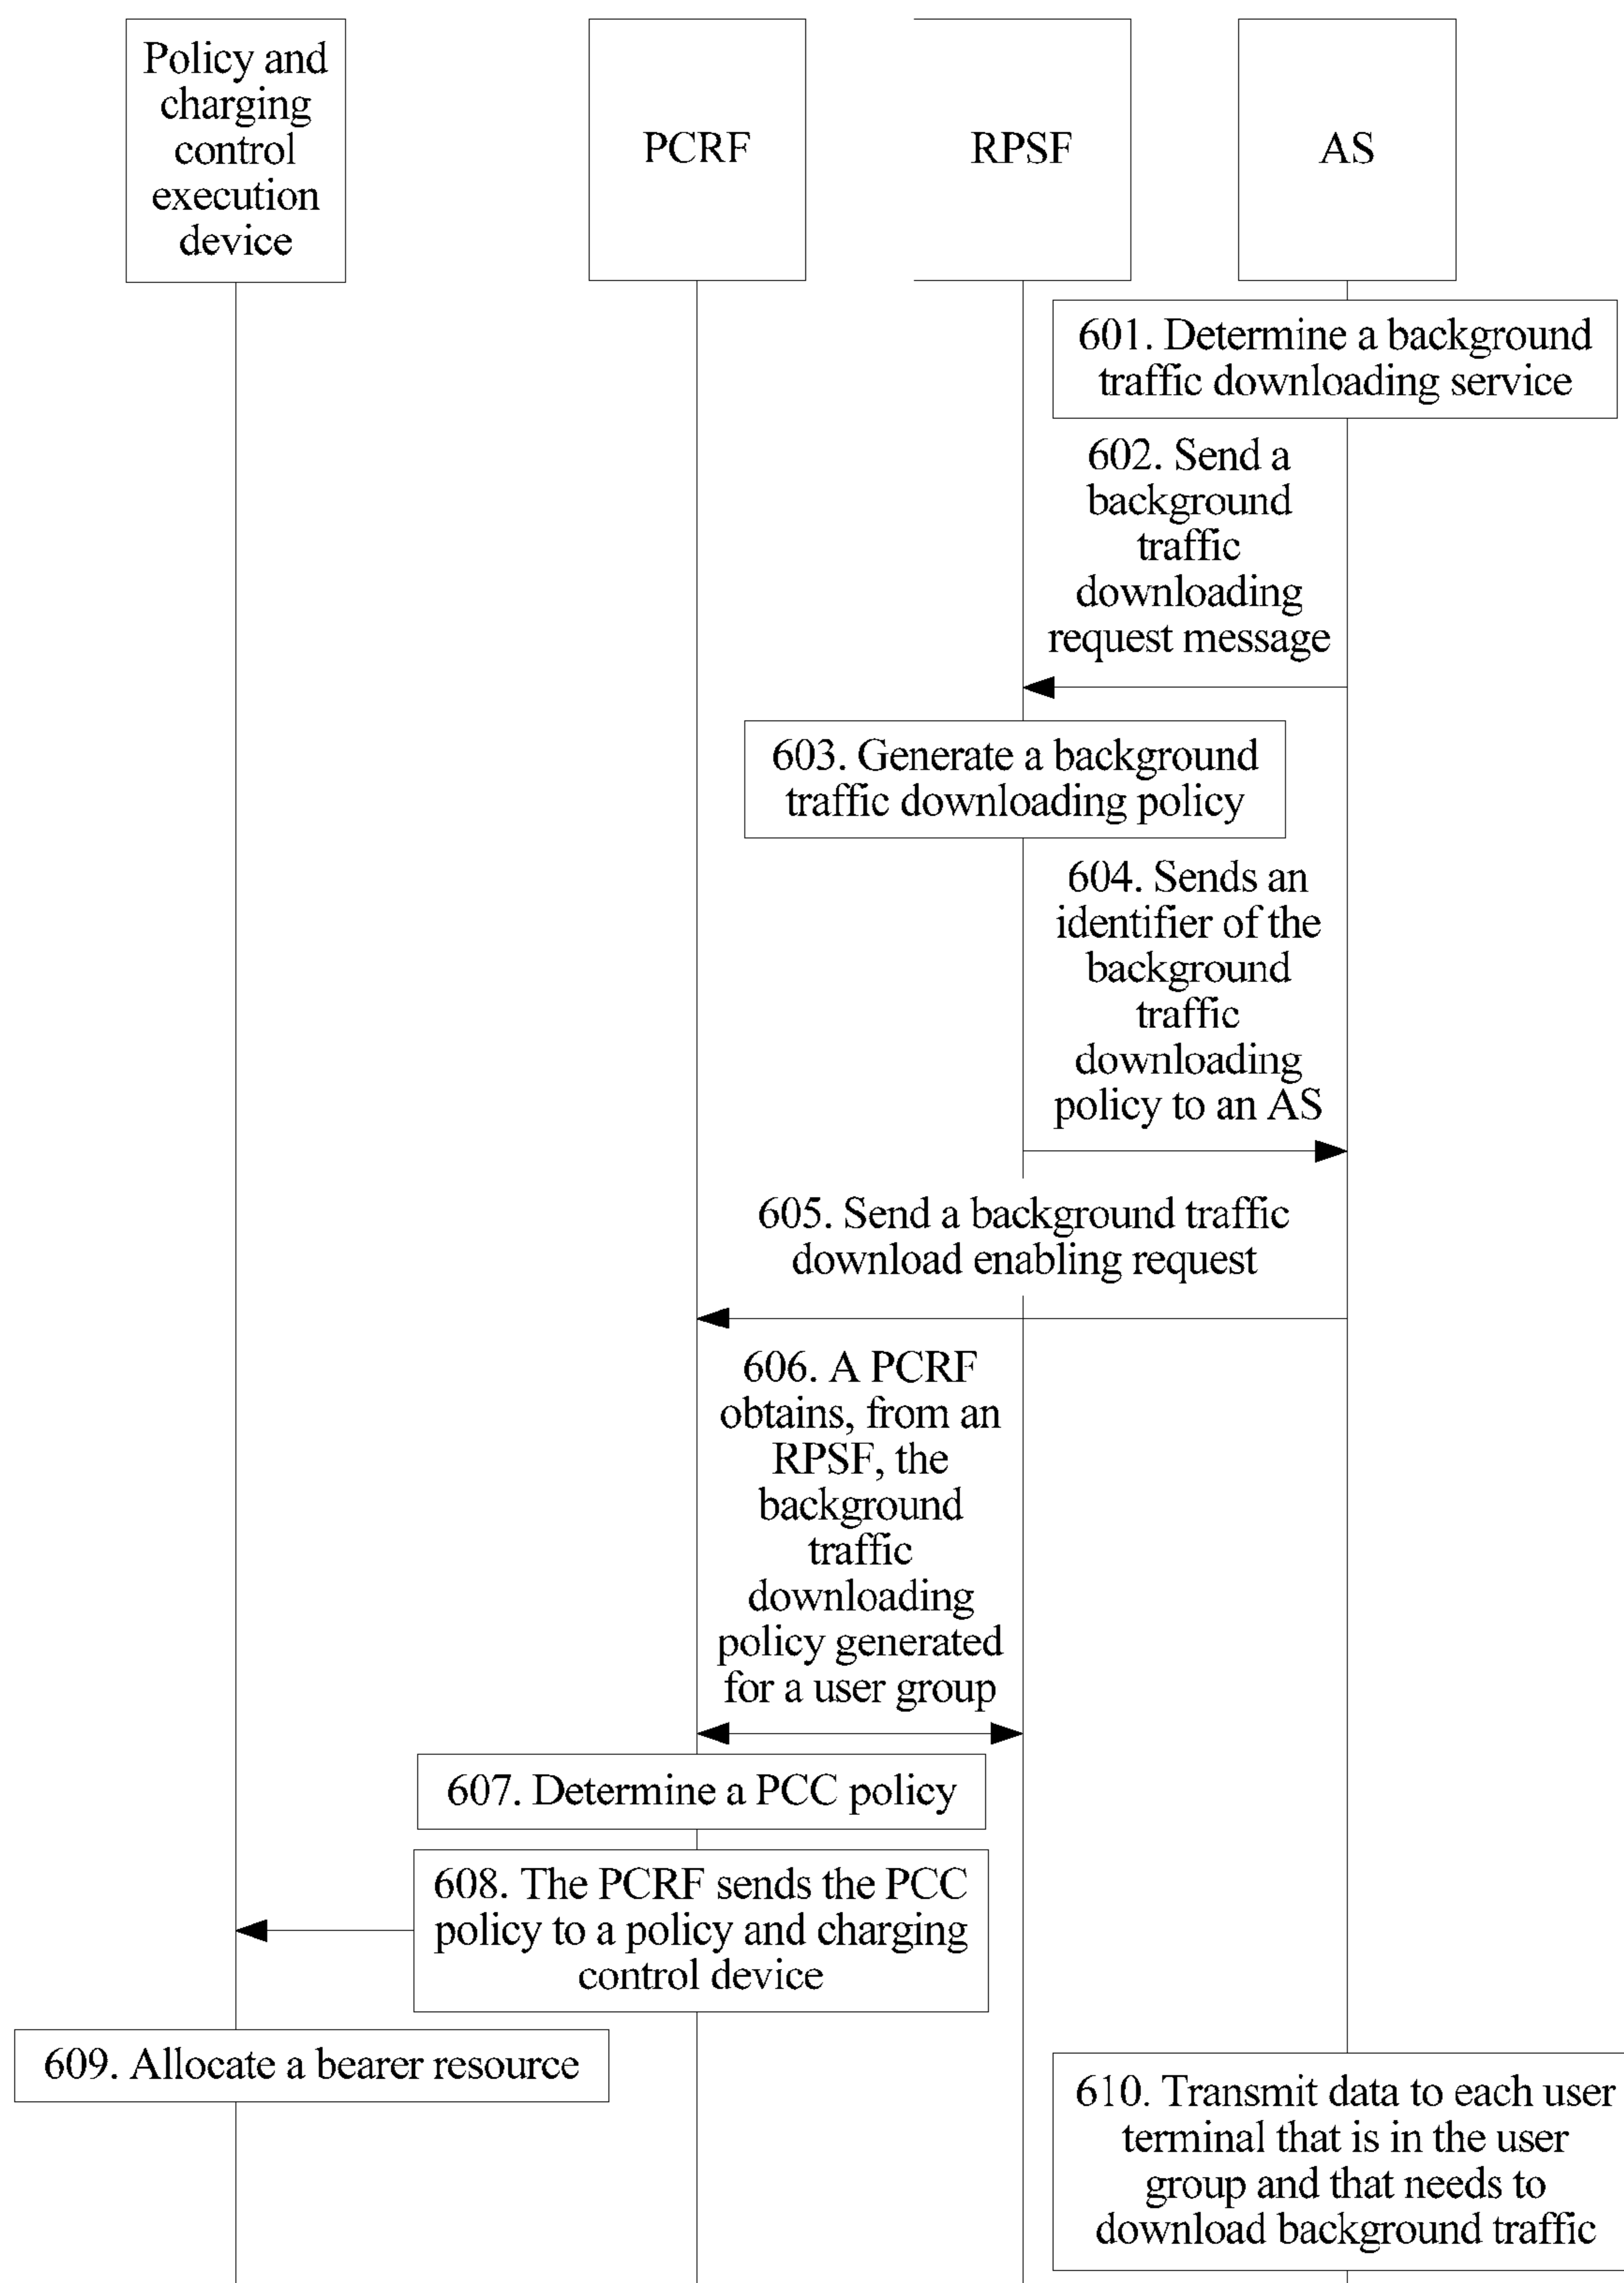 Policy and
charging
control
execution
device
PCRF
RPSF
AS
601. Determine a background
traffic downloading service
602. Send a
background
traffic
downloading
request message
603. Generate a background
traffic downloading policy
604. Sends an
identifier of the
background
traffic
downloading
policy to an AS
605. Send a background traffic
download enabling request
606. A PCRF
obtains, from an
RPSF, the
background
traffic
downloading
policy generated
for a user group
607. Determine a PCC policy
608. The PCRF sends the PCC
policy to a policy and charging
control device
609. Allocate a bearer resource
610. Transmit data to each user
terminal that is in the user
group and that needs to
download background traffic